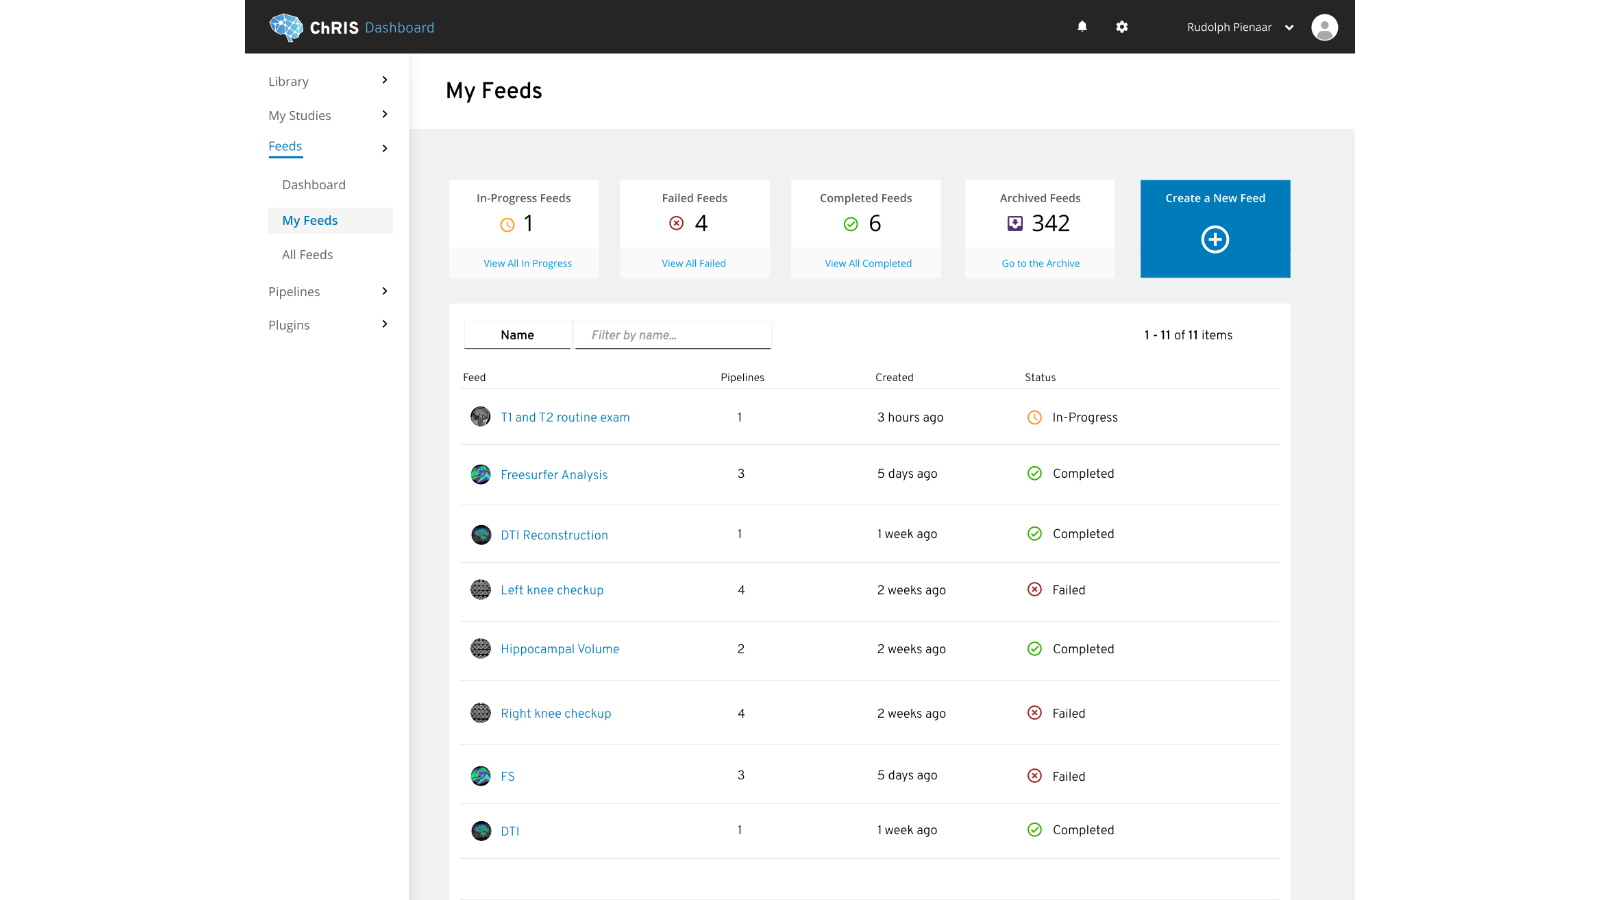 ChRIS Dashboard
Rudolph Pienaar
Library
My Studies
Feeds
Dashboard
My Feeds
All Feeds
Pipelines
Plugins
My Feeds
In-Progress Feeds
1
View All In Progress
Failed Feeds
4
View All Failed
Completed Feeds
6
View All Completed
Archived Feeds
342
Go to the Archive
Create a New Feed
Name
Filter by name...
1 - 11 of 11 items
Feed Pipelines Created Status
T1 and T2 routine exam 1 3 hours ago In-Progress
Freesurfer Analysis 3 5 days ago Completed
DTI Reconstruction 1 1 week ago Completed
Left knee checkup 4 2 weeks ago Failed
Hippocampal Volume 2 2 weeks ago Completed
Right knee checkup 4 2 weeks ago Failed
FS 3 5 days ago Failed
DTI 1 1 week ago Completed